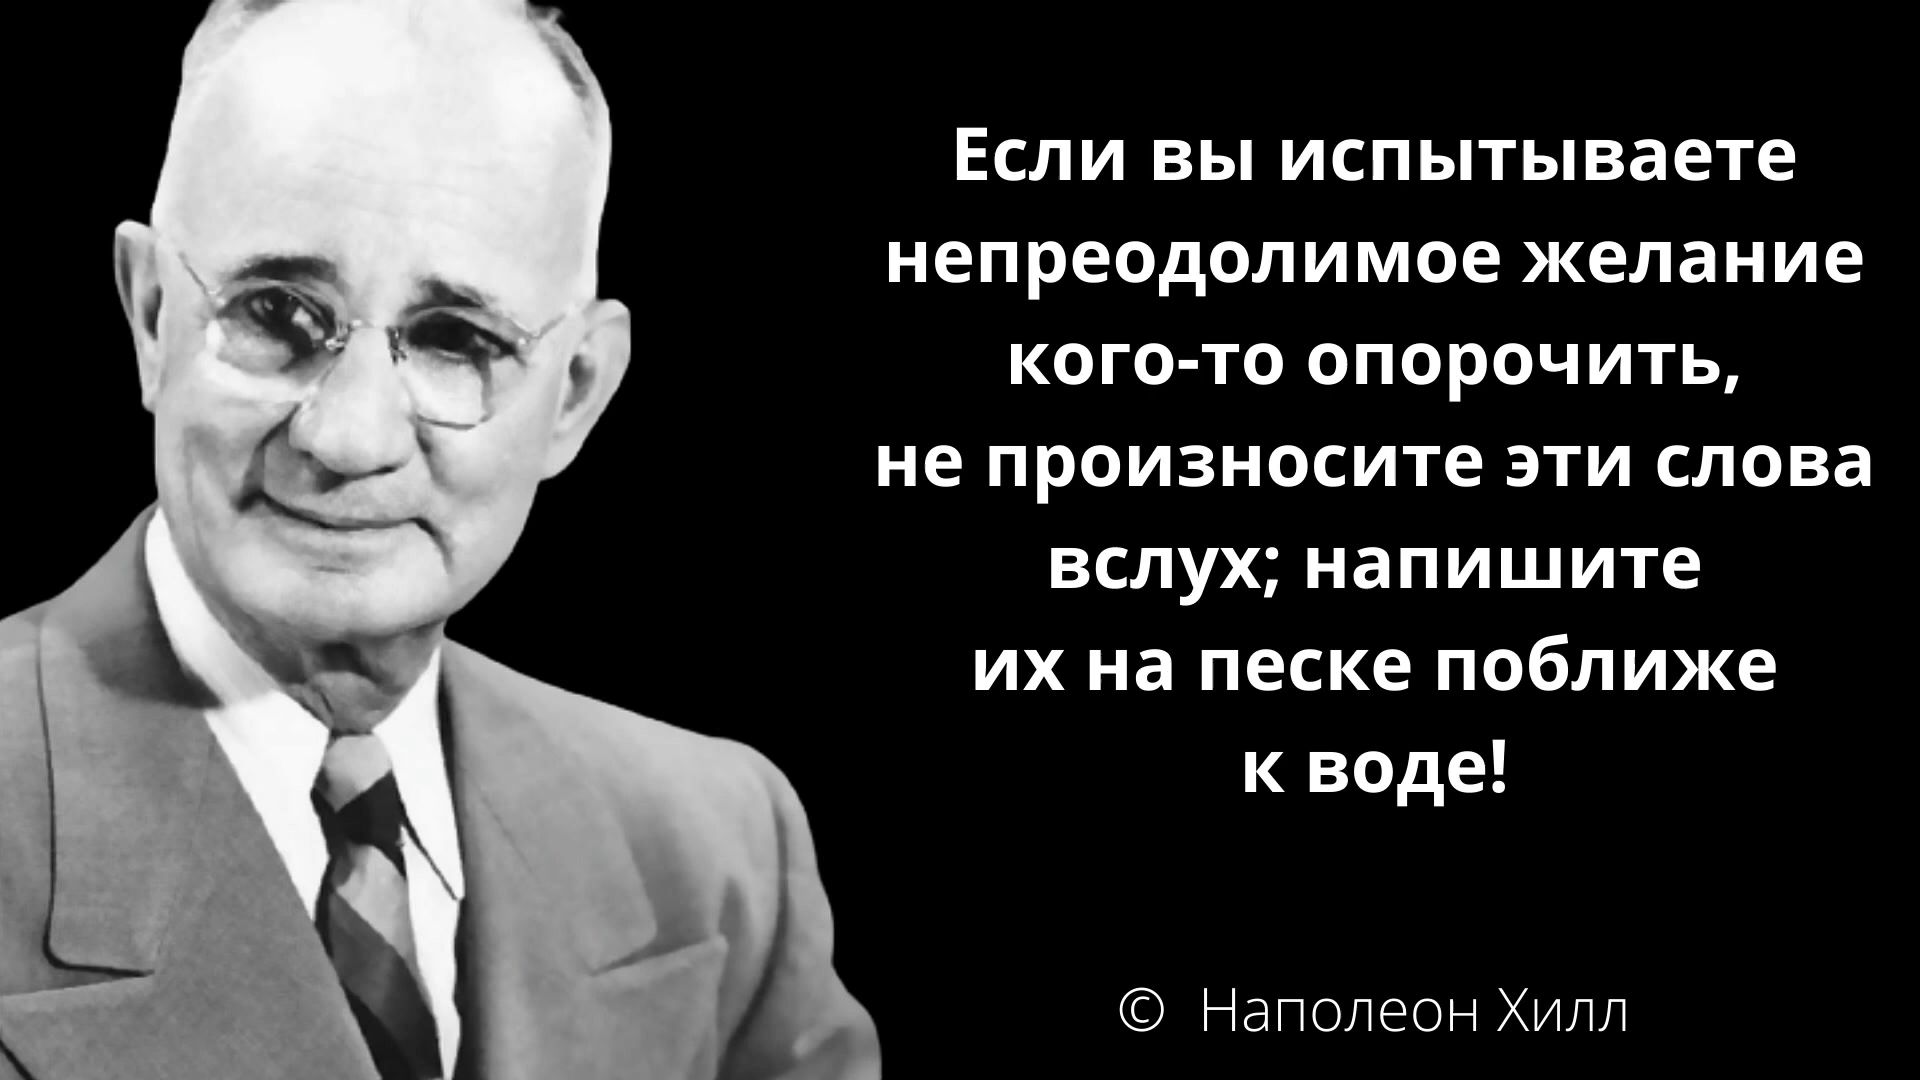 Если вы испытываете
непреодолимое желание
кого-то опорочить,
не произносите эти слова
вслух; напишите
их на песке поближе
к воде!
© Наполеон Хилл